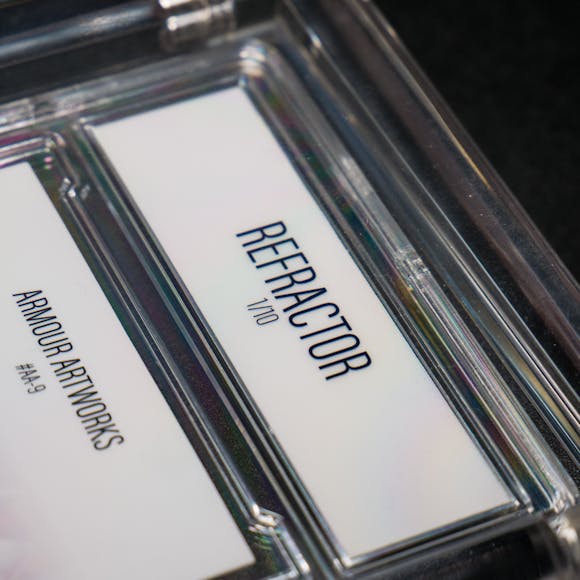 REFRACTOR
1/10
ARMOUR ARTWORKS
#AA-9